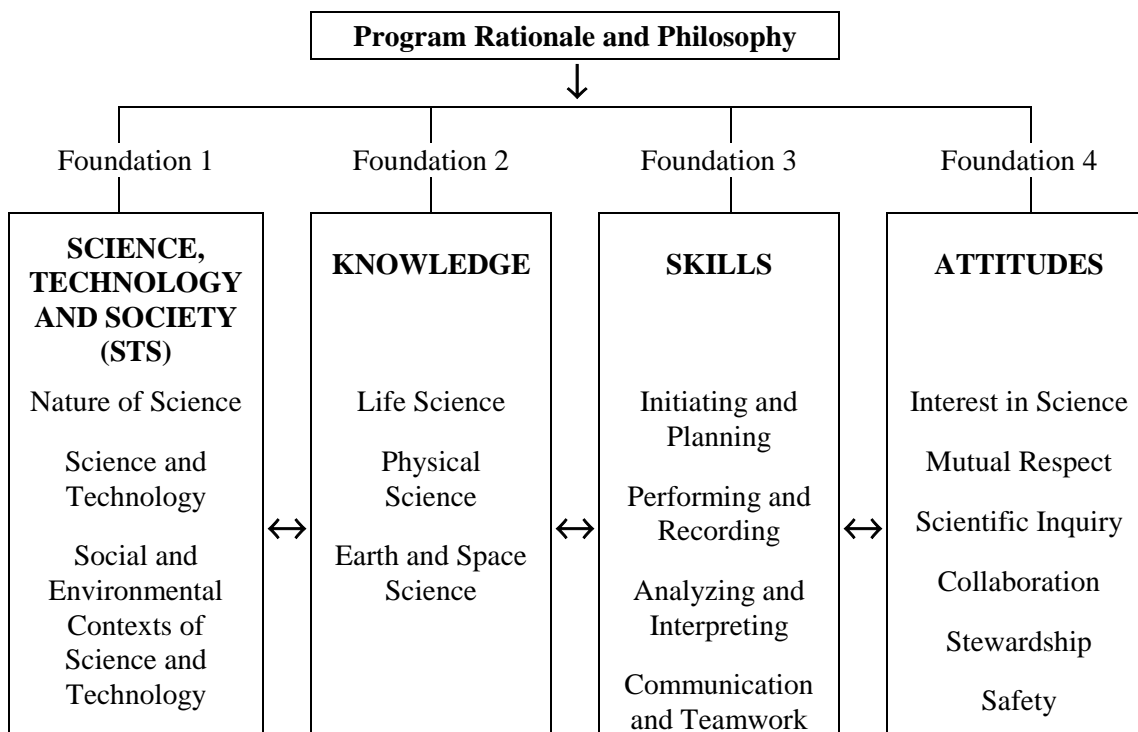 Program Rationale and Philosophy
Foundation 1
Foundation 2
Foundation 3
Foundation 4
SCIENCE,
TECHNOLOGY
AND SOCIETY
(STS)
Nature of Science
Science and
Technology
Social and
Environmental
Contexts of
Science and
Technology
KNOWLEDGE
Life Science
Physical
Science
Earth and Space
Science
SKILLS
Initiating and
Planning
Performing and
Recording
Analyzing and
Interpreting
Communication
and Teamwork
ATTITUDES
Interest in Science
Mutual Respect
Scientific Inquiry
Collaboration
Stewardship
Safety